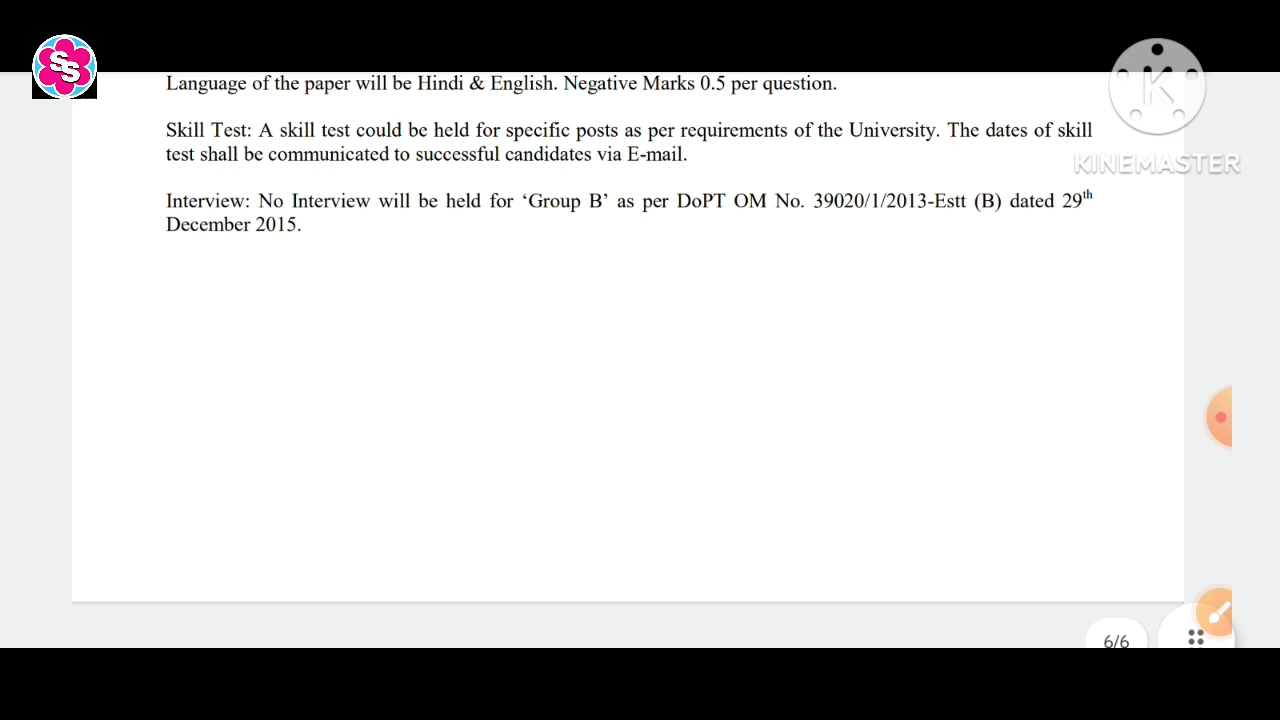 SS
K
KINEMASTER
Language of the paper will be Hindi & English. Negative Marks 0.5 per question.
Skill Test: A skill test could be held for specific posts as per requirements of the University. The dates of skill
test shall be communicated to successful candidates via E-mail.
Interview: No Interview will be held for ‘Group B’ as per DoPT OM No. 39020/1/2013-Estt (B) dated 29th
December 2015.
6/6